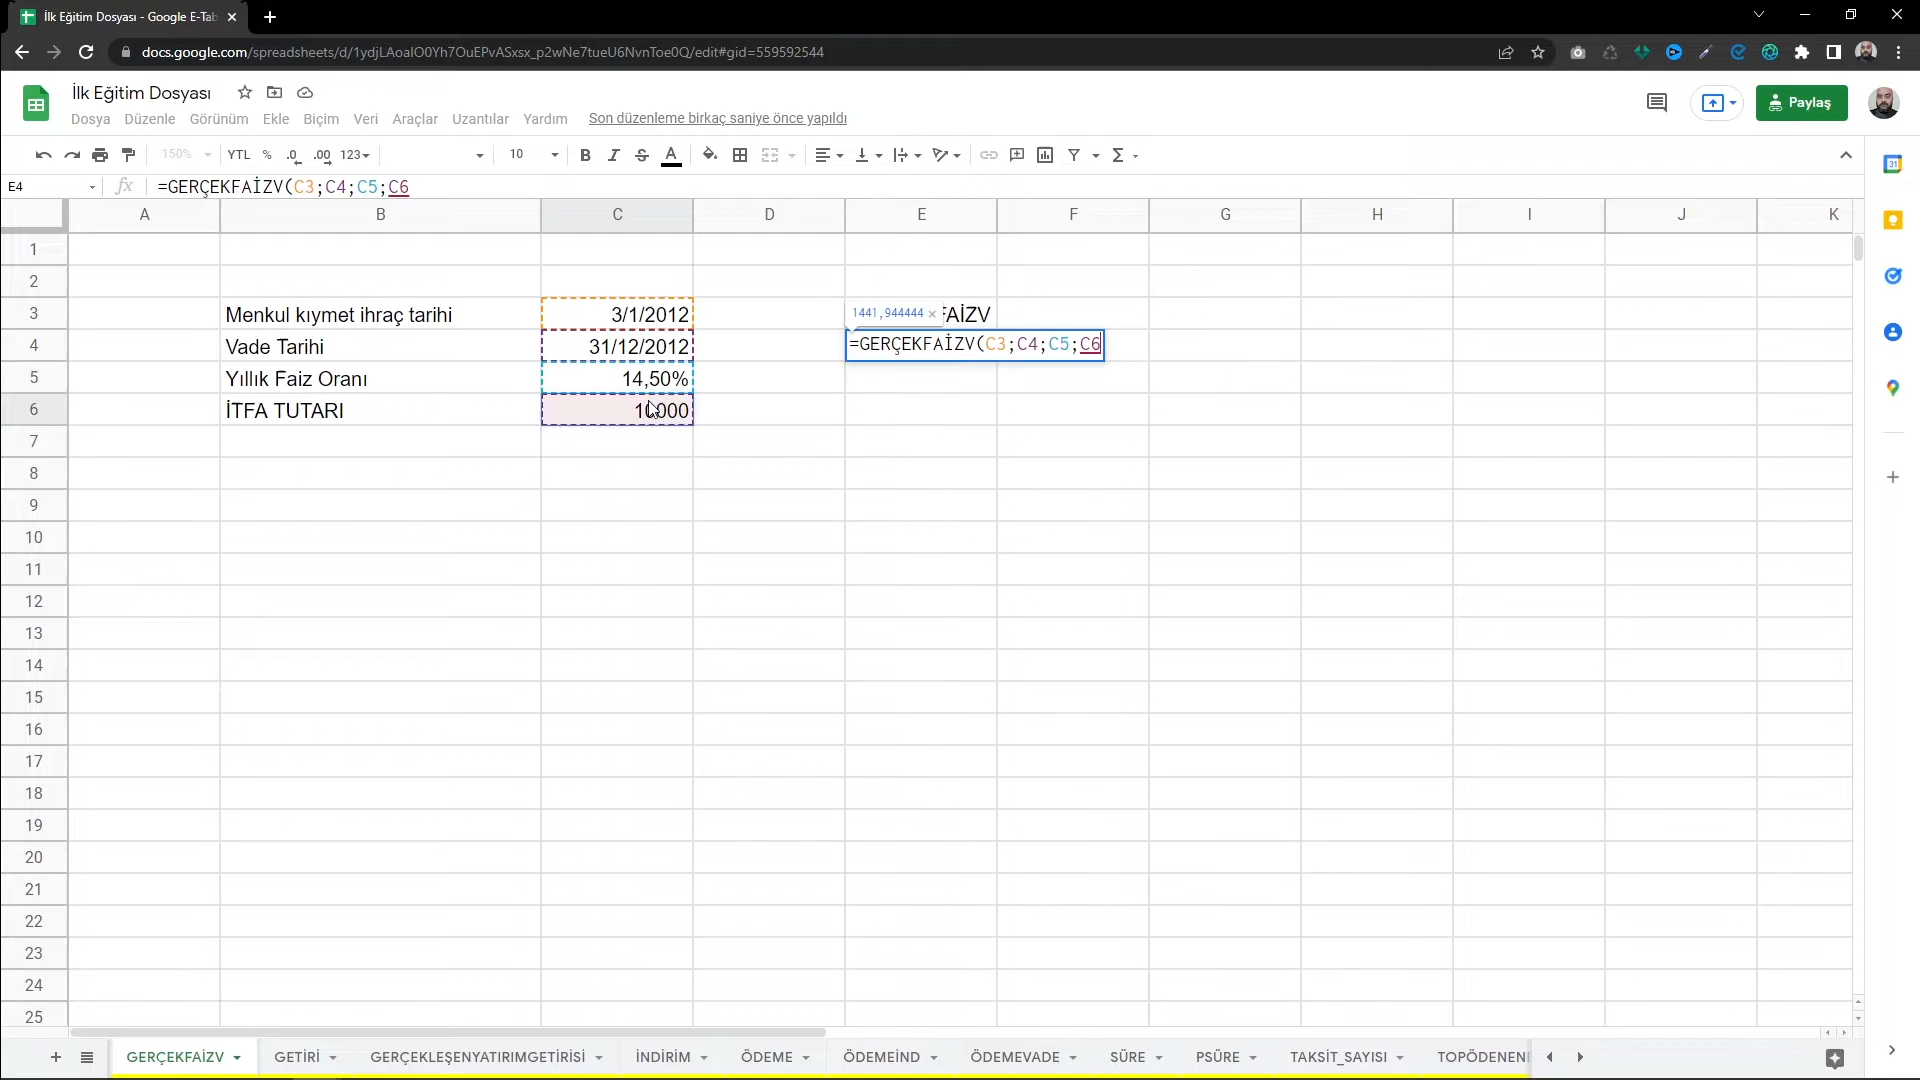 İlk Eğitim Dosyası - Google E-Tab
docs.google.com/spreadsheets/d/1ydjLAoalO0Yh7OuEPvASxsx_p2wNe7tueU6NvnToe0Q/edit#gid=559592544
İlk Eğitim Dosyası
Paylaş
Dosya Düzenle Görünüm Ekle Biçim Veri Araçlar Uzantılar Yardım Son düzenleme birkaç saniye önce yapıldı
150% YTL % .0 .00 123 10 B I S A
E4 fx =GERÇEKFAİZV(C3;C4;C5;C6
A B C D E F G H I J K
1
2
3 Menkul kıymet ihraç tarihi 3/1/2012 1441,944444 × FAİZV
4 Vade Tarihi 31/12/2012 =GERÇEKFAİZV(C3;C4;C5;C6
5 Yıllık Faiz Oranı 14,50%
6 İTFA TUTARI 10000
7
8
9
10
11
12
13
14
15
16
17
18
19
20
21
22
23
24
25
GERÇEKFAİZV GETİRİ GERÇEKLEŞENYATIRIMGETİRİSİ İNDİRİM ÖDEME ÖDEMEİND ÖDEMEVADE SÜRE PSÜRE TAKSİT_SAYISI TOPÖDENEN
31